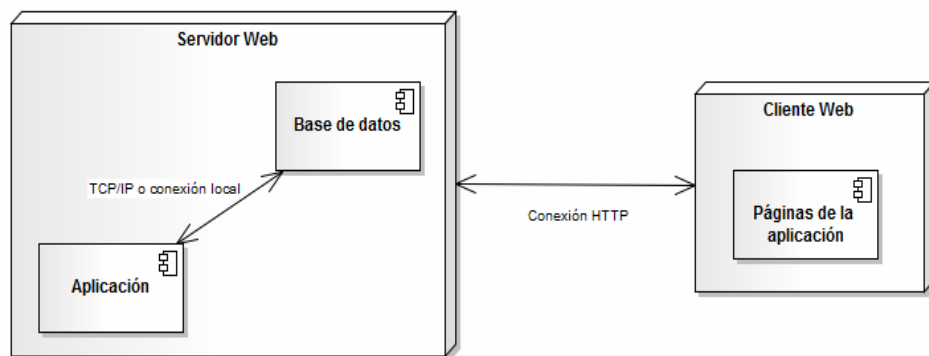 Servidor Web
Base de datos
TCP/IP o conexión local
Aplicación
Conexión HTTP
Cliente Web
Páginas de la
aplicación